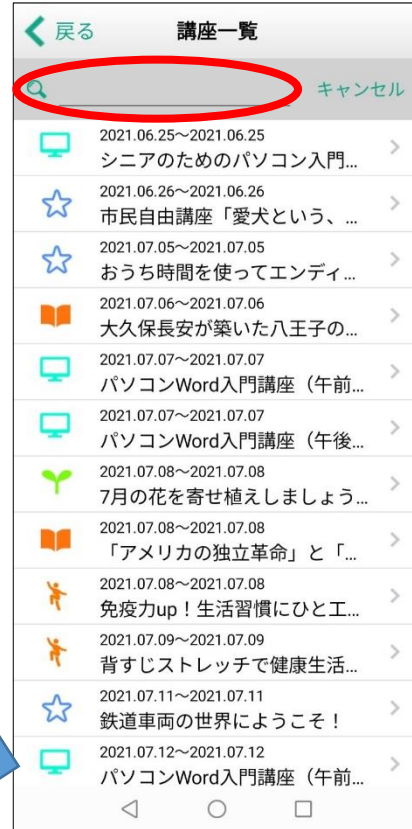 戻る 講座一覧
キャンセル
2021.06.25～2021.06.25
シニアのためのパソコン入門...
2021.06.26～2021.06.26
市民自由講座「愛犬という、...
2021.07.05～2021.07.05
おうち時間を使ってエンディ...
2021.07.06～2021.07.06
大久保長安が築いた八王子の...
2021.07.07～2021.07.07
パソコンWord入門講座（午前...
2021.07.07～2021.07.07
パソコンWord入門講座（午後...
2021.07.08～2021.07.08
7月の花を寄せ植えしましょう...
2021.07.08～2021.07.08
「アメリカの独立革命」と「...
2021.07.08～2021.07.08
免疫力up！生活習慣にひと工...
2021.07.09～2021.07.09
背すじストレッチで健康生活...
2021.07.11～2021.07.11
鉄道車両の世界にようこそ！
2021.07.12～2021.07.12
パソコンWord入門講座（午前...